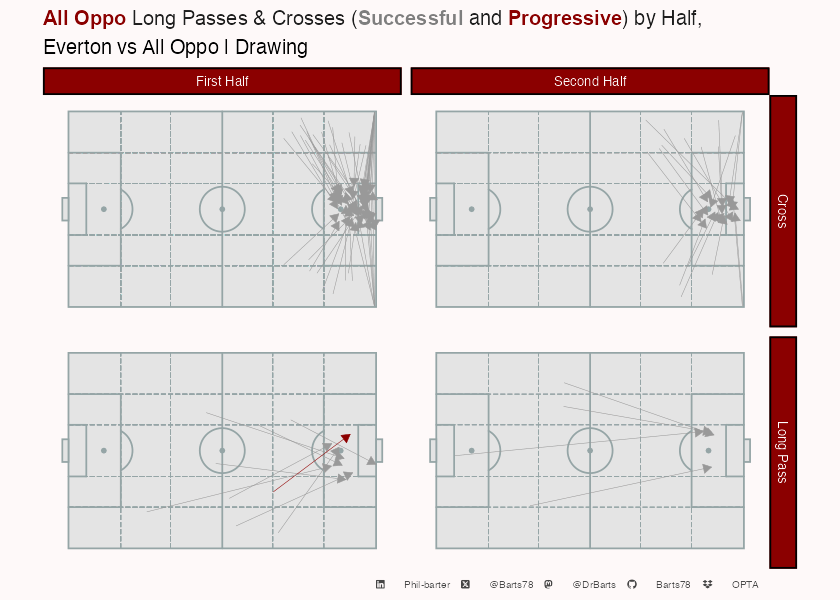 All Oppo Long Passes & Crosses (Successful and Progressive) by Half,
Everton vs All Oppo I Drawing
First Half
Second Half
Cross
Long Pass
Phil-barter @Barts78 @DrBarts Barts78 OPTA